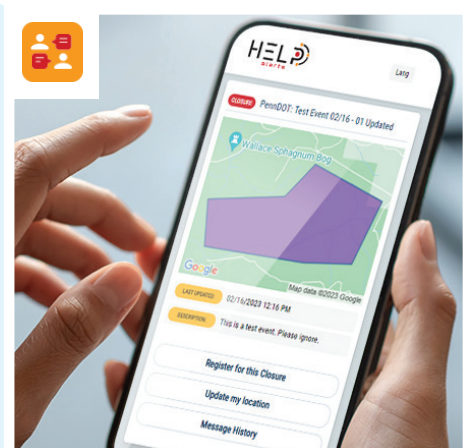 HELP
alerts
Lang
CLOSURE PennDOT: Test Event 02/16 - 01 Updated
Wallace Sphagnum Bog
Google
Map data ©2023 Google
LAST UPDATED 02/16/2023 12:16 PM
DESCRIPTION This is a test event. Please ignore.
Register for this Closure
Update my location
Message History